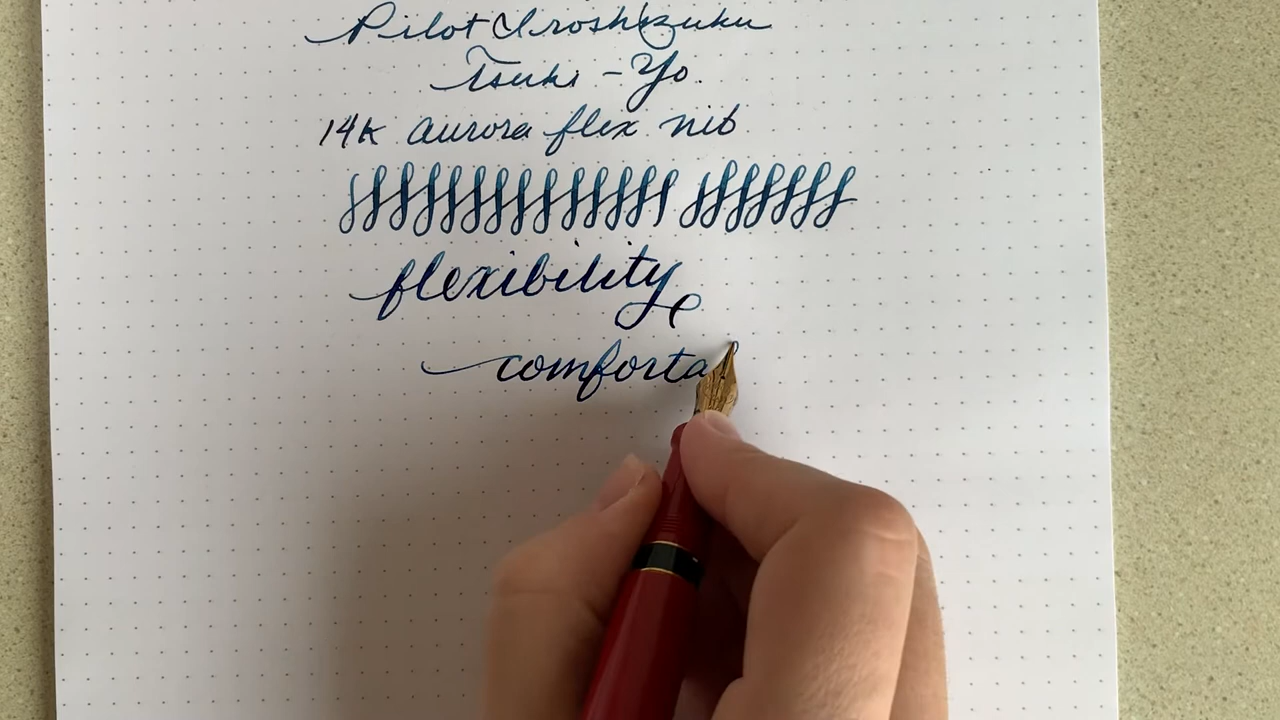 Pilot Iroshizuku
Tsuki-Yo
14K aurora flex nib
flexibility
comforta